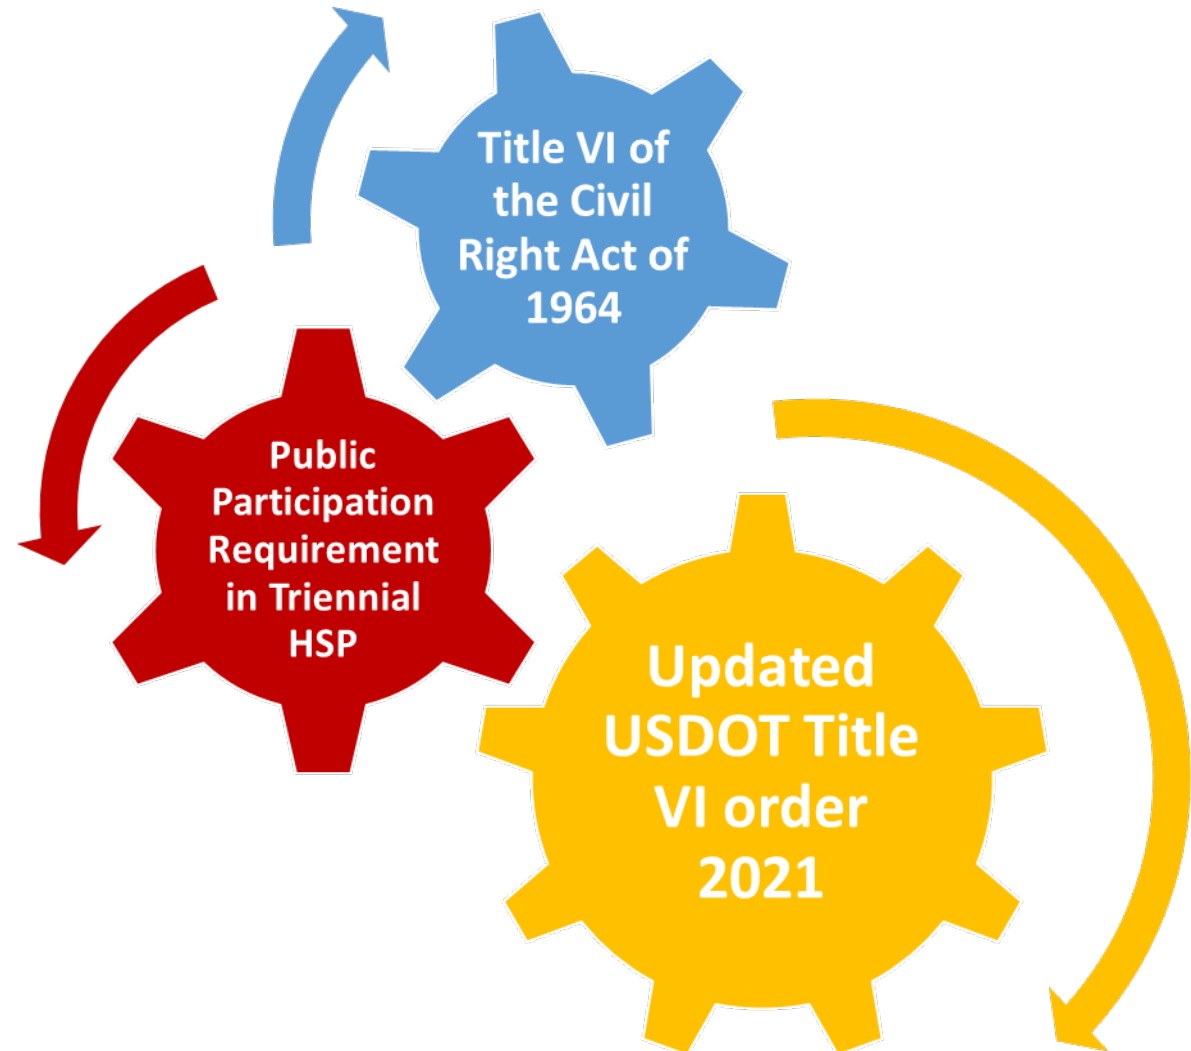 Title VI of
the Civil
Right Act of
1964
Public
Participation
Requirement
in Triennial
HSP
Updated
USDOT Title
VI order
2021